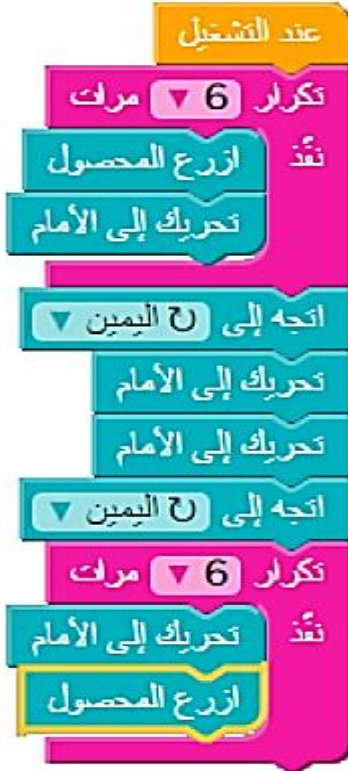 عند التشغيل
تكرار 6 ▼ مرات
نفّذ ازرع المحصول
تحريك إلى الأمام
اتجه إلى ↻ اليمين ▼
تحريك إلى الأمام
تحريك إلى الأمام
اتجه إلى ↻ اليمين ▼
تكرار 6 ▼ مرات
نفّذ تحريك إلى الأمام
ازرع المحصول